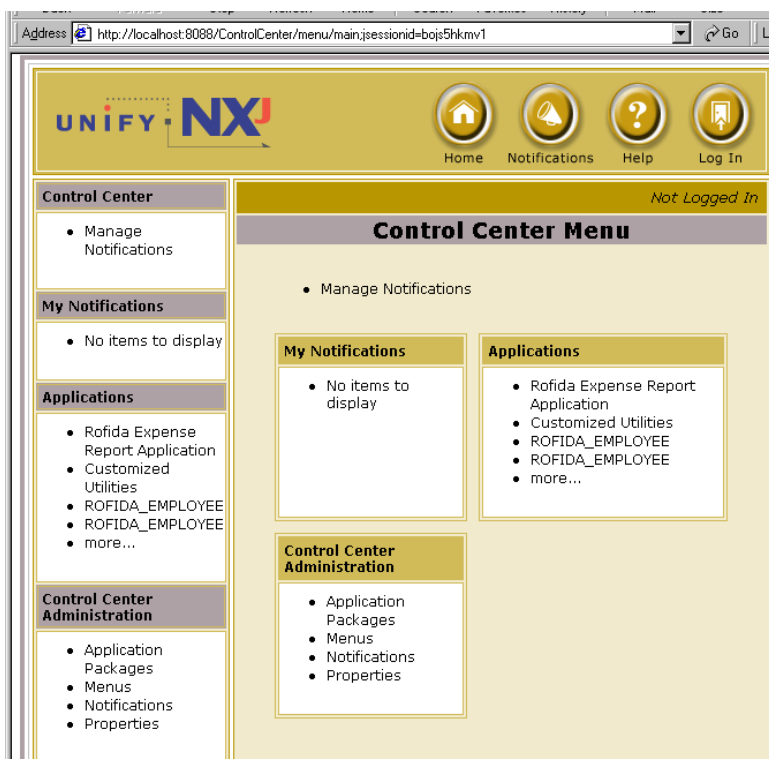 Address http://localhost:8088/ControlCenter/menu/main;jsessionid=bojs5hkmv1 Go
UNIFY NXJ
Home Notifications Help Log In
Control Center
Manage
Notifications
My Notifications
No items to display
Applications
Rofida Expense
Report Application
Customized
Utilities
ROFIDA_EMPLOYEE
ROFIDA_EMPLOYEE
more...
Control Center
Administration
Application
Packages
Menus
Notifications
Properties
Not Logged In
Control Center Menu
Manage Notifications
My Notifications
No items to
display
Applications
Rofida Expense Report
Application
Customized Utilities
ROFIDA_EMPLOYEE
ROFIDA_EMPLOYEE
more...
Control Center
Administration
Application
Packages
Menus
Notifications
Properties